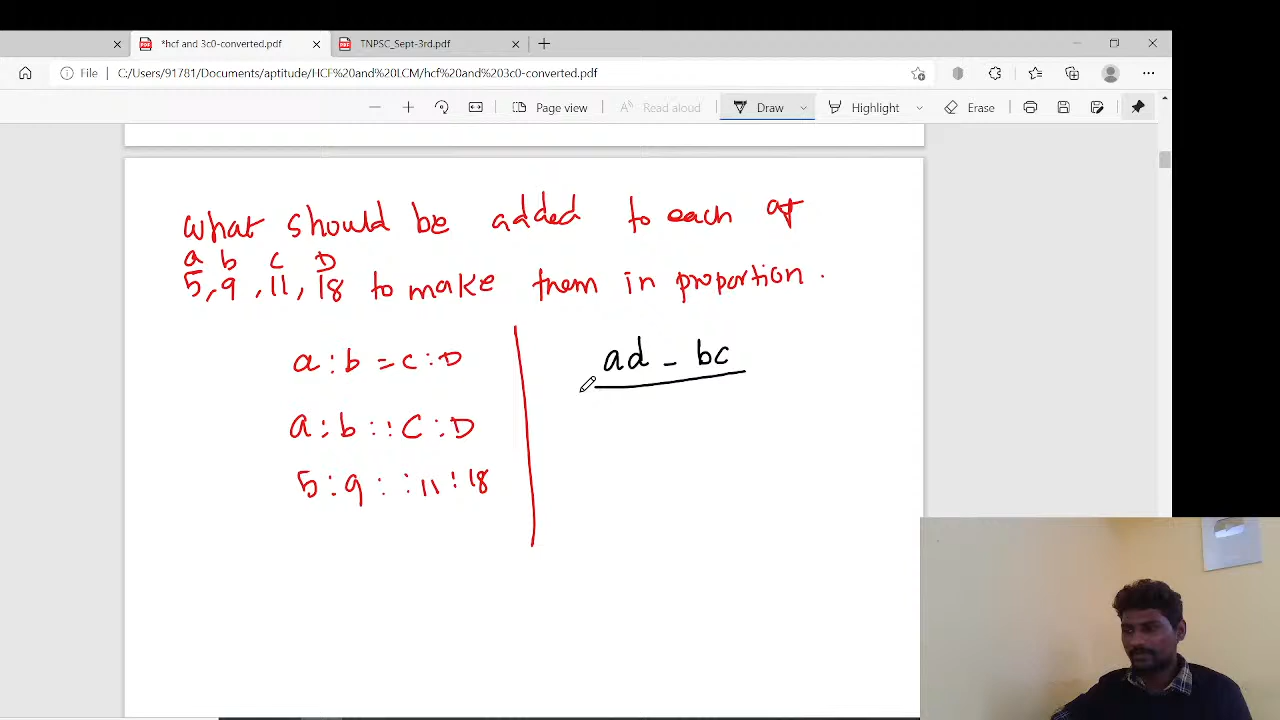 *hcf and 3c0-converted.pdf
TNPSC_Sept-3rd.pdf
File
C:/Users/91781/Documents/aptitude/HCF%20and%20LCM/hcf%20and%203c0-converted.pdf
Page view
Read aloud
Draw
Highlight
Erase
What should be added to each of
a b c D
5, 9, 11, 18 to make them in proportion.
a : b = C : D
ad - bc
a : b :: C : D
5 : 9 :: 11 : 18